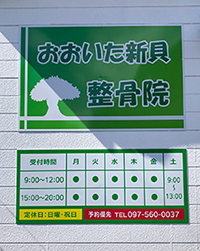 おおいた新貝
整骨院
受付時間 月 火 水 木 金 土
9:00〜12:00 ● ● ● ● ● 9:00〜13:00
15:00〜20:00 ● ● ● ● ●
定休日:日曜・祝日 予約優先 TEL 097-560-0037